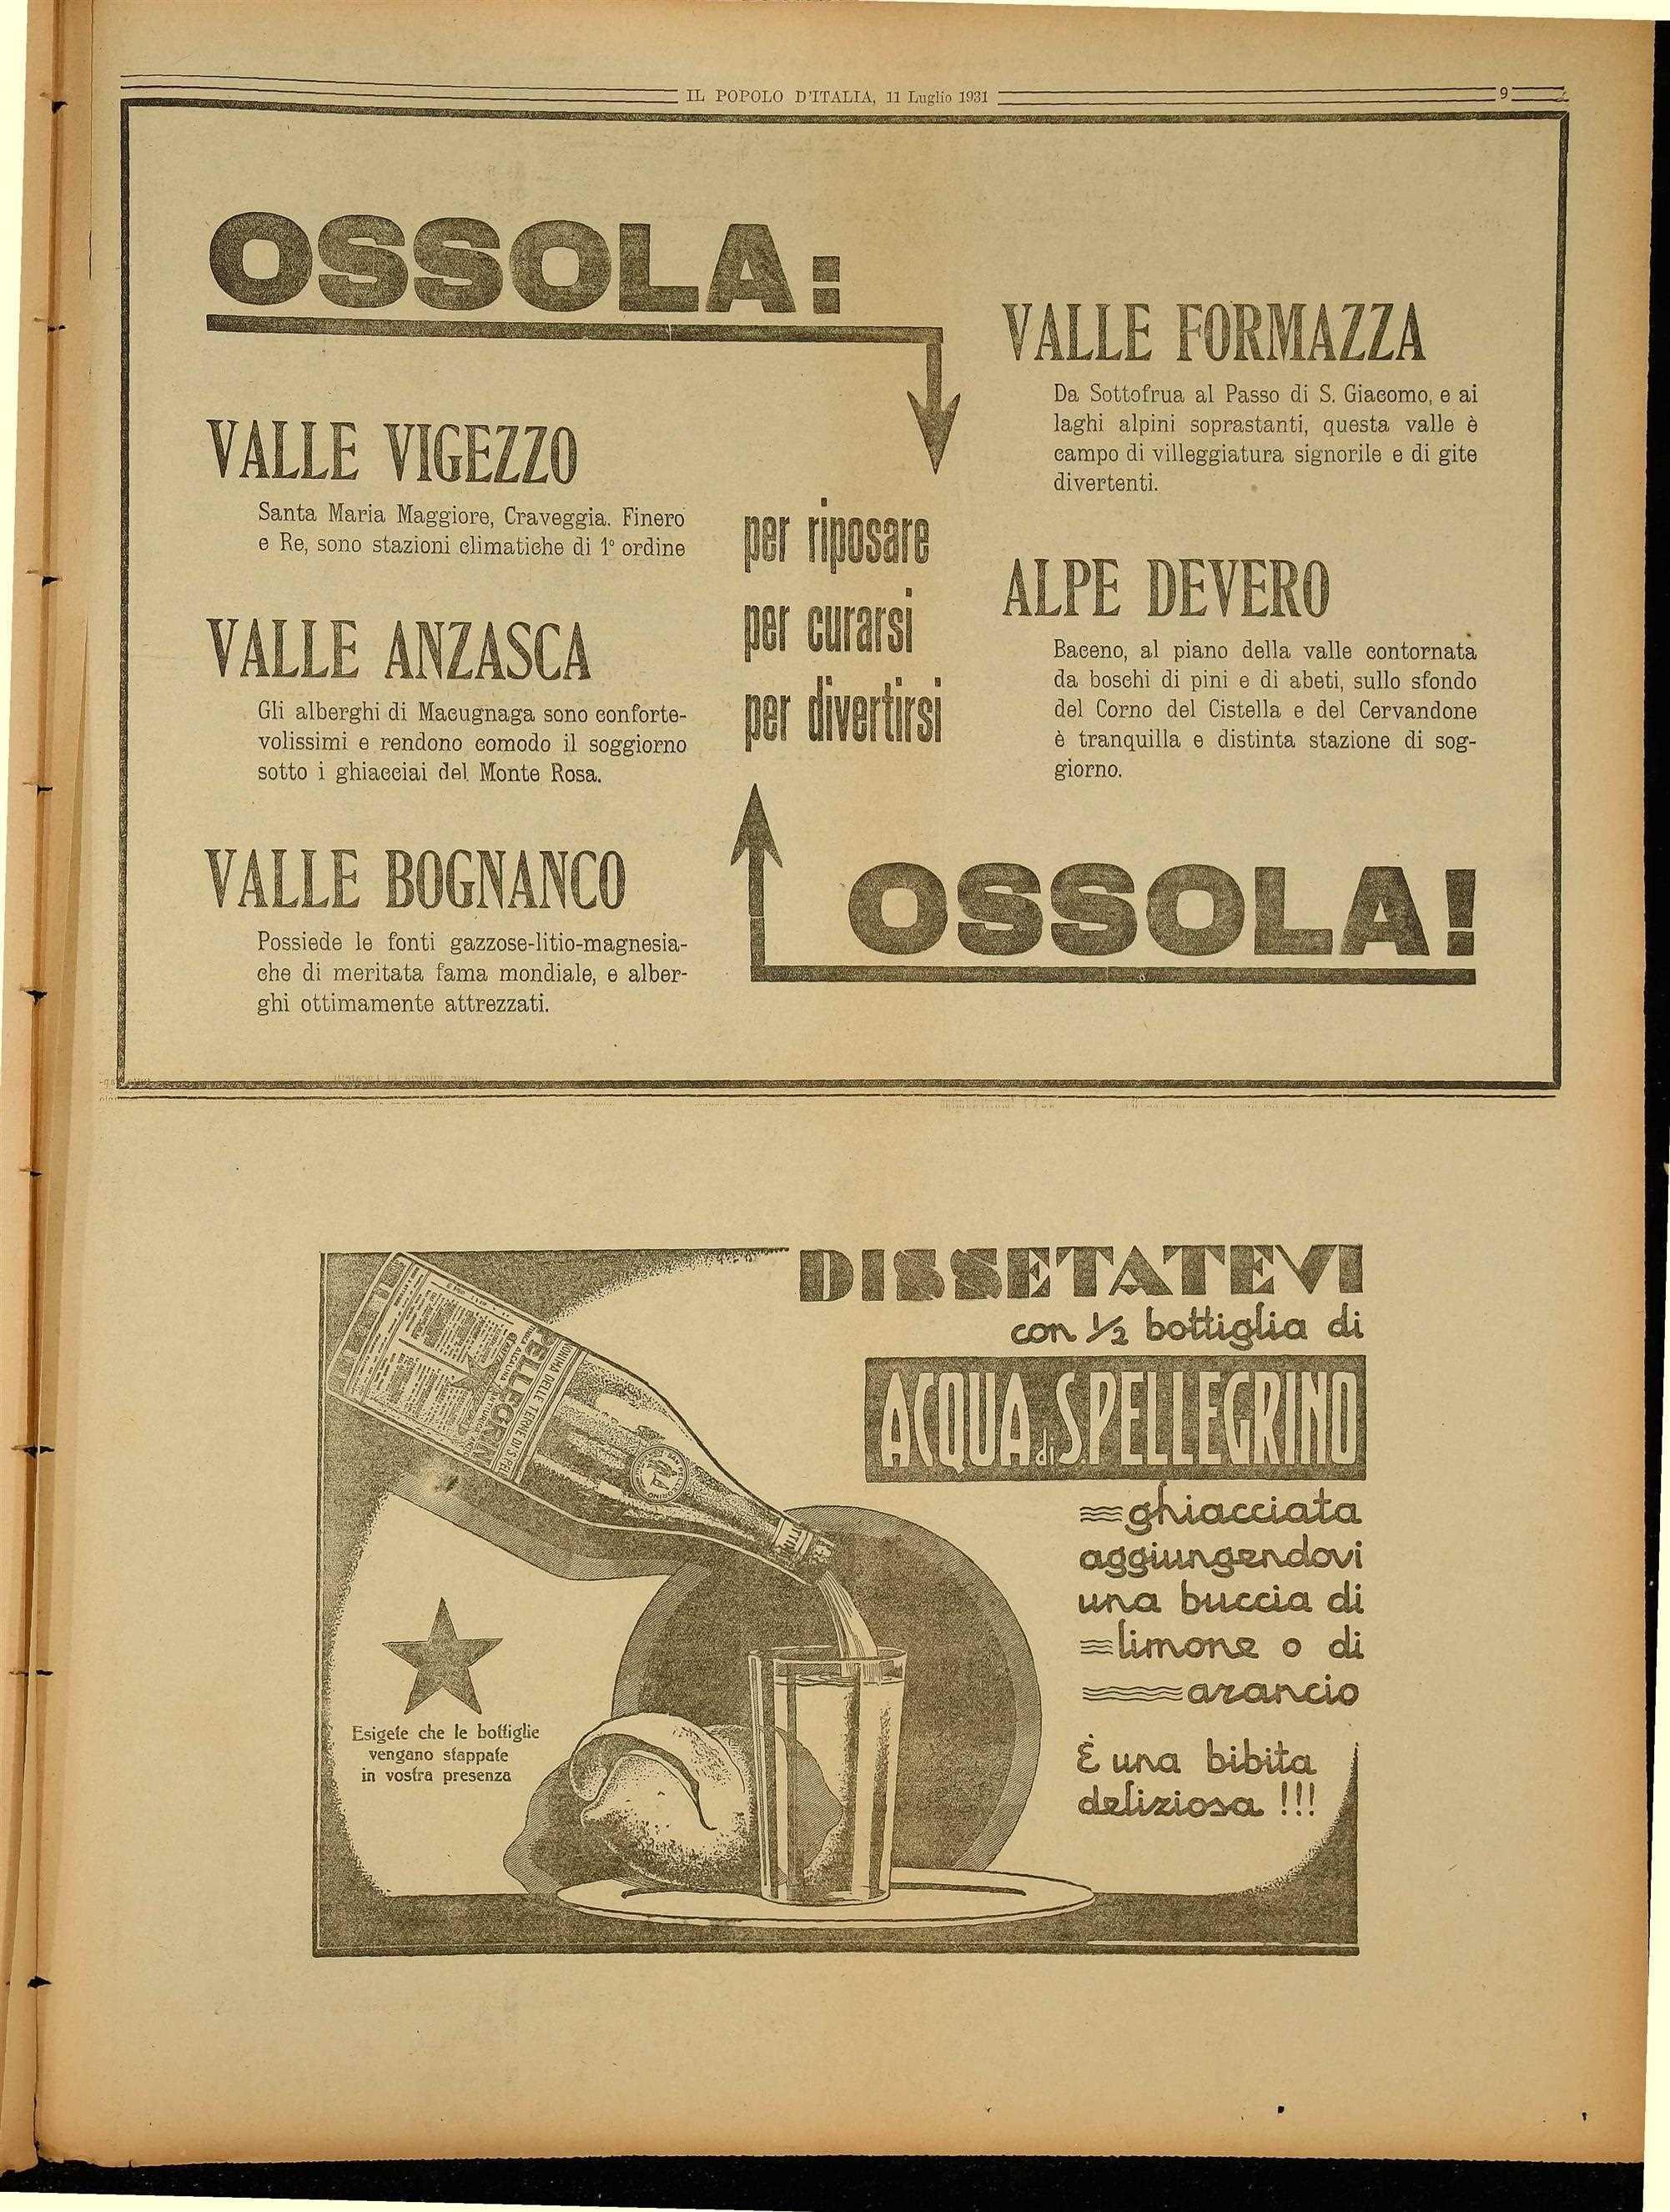 IL POPOLO D'ITALIA, 11 Luglio 1931
9
OSSOLA:
VALLE VIGEZZO
Santa Maria Maggiore, Craveggia. Finero
e Re, sono stazioni climatiche di 1° ordine
VALLE ANZASCA
Gli alberghi di Macugnaga sono conforte-
volissimi e rendono comodo il soggiorno
sotto i ghiacciai del Monte Rosa.
VALLE BOGNANCO
Possiede le fonti gazzose-litio-magnesia-
che di meritata fama mondiale, e alber-
ghi ottimamente attrezzati.
per riposare
per curarsi
per divertirsi
VALLE FORMAZZA
Da Sottofrua al Passo di S. Giacomo, e ai
laghi alpini soprastanti, questa valle è
campo di villeggiatura signorile e di gite
divertenti.
ALPE DEVERO
Baceno, al piano della valle contornata
da boschi di pini e di abeti, sullo sfondo
del Corno del Cistella e del Cervandone
è tranquilla e distinta stazione di sog-
giorno.
OSSOLA!
DISSETATEVI
con 1/2 bottiglia di
ACQUA di S.PELLEGRINO
ghiacciata
aggiungendovi
una buccia di
limone o di
arancio
È una bibita
deliziosa !!!
Esigete che le bottiglie
vengano stappate
in vostra presenza